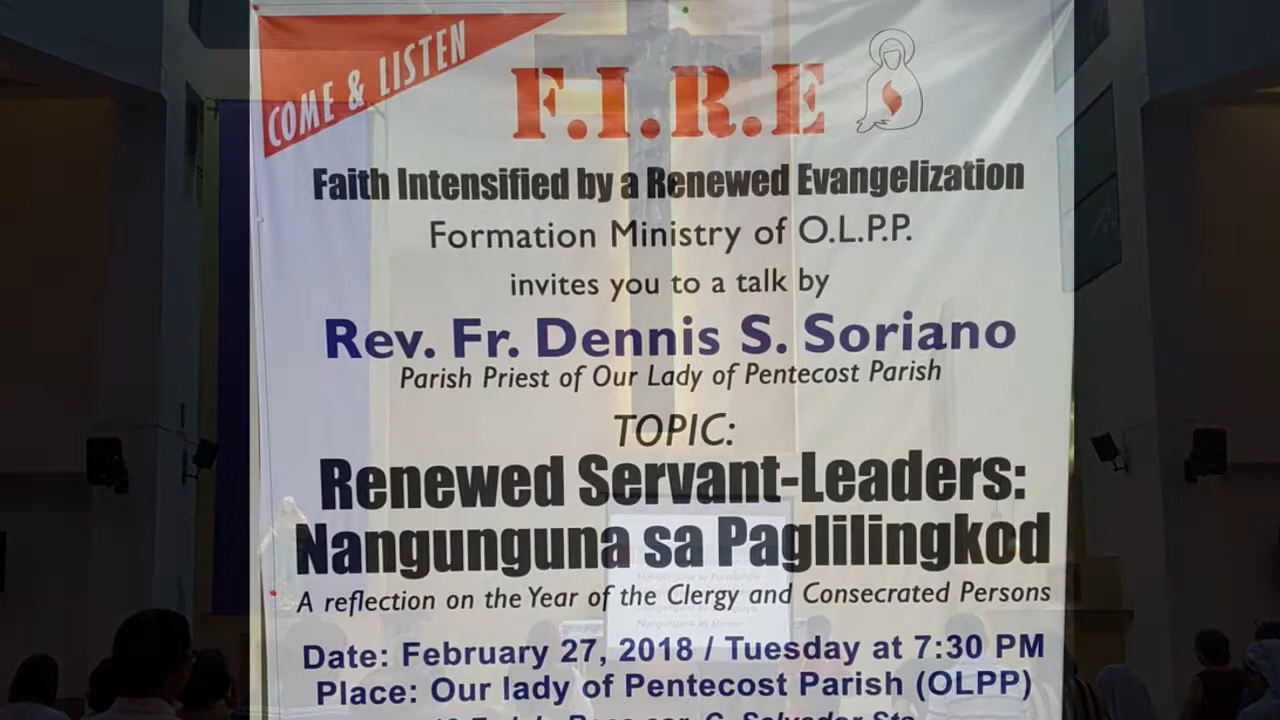 COME & LISTEN
F.I.R.E
Faith Intensified by a Renewed Evangelization
Formation Ministry of O.L.P.P.
invites you to a talk by
Rev. Fr. Dennis S. Soriano
Parish Priest of Our Lady of Pentecost Parish
TOPIC:
Renewed Servant-Leaders:
Nangunguna sa Paglilingkod
A reflection on the Year of the Clergy and Consecrated Persons
Date: February 27, 2018 / Tuesday at 7:30 PM
Place: Our lady of Pentecost Parish (OLPP)